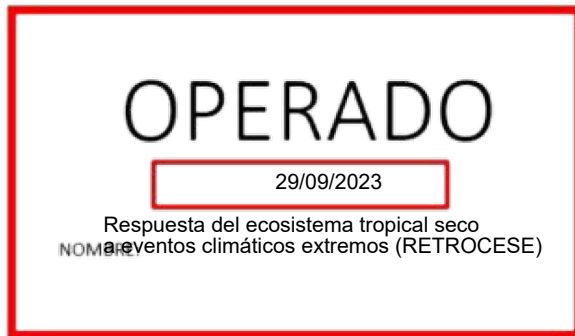 OPERADO
29/09/2023
Respuesta del ecosistema tropical seco
NOMBRE: a eventos climáticos extremos (RETROCESE)